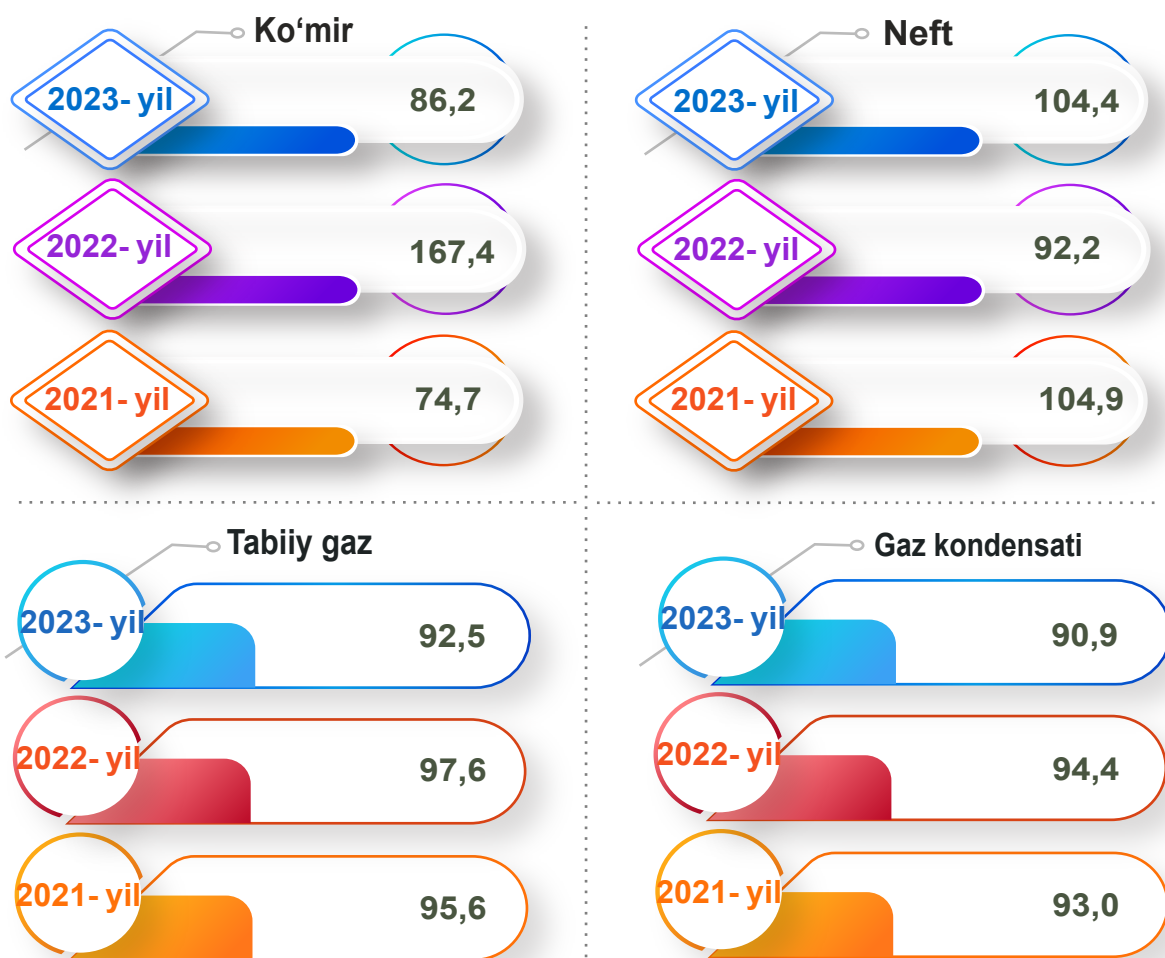 Ko‘mir
2023- yil 86,2
2022- yil 167,4
2021- yil 74,7
Neft
2023- yil 104,4
2022- yil 92,2
2021- yil 104,9
Tabiiy gaz
2023- yil 92,5
2022- yil 97,6
2021- yil 95,6
Gaz kondensati
2023- yil 90,9
2022- yil 94,4
2021- yil 93,0